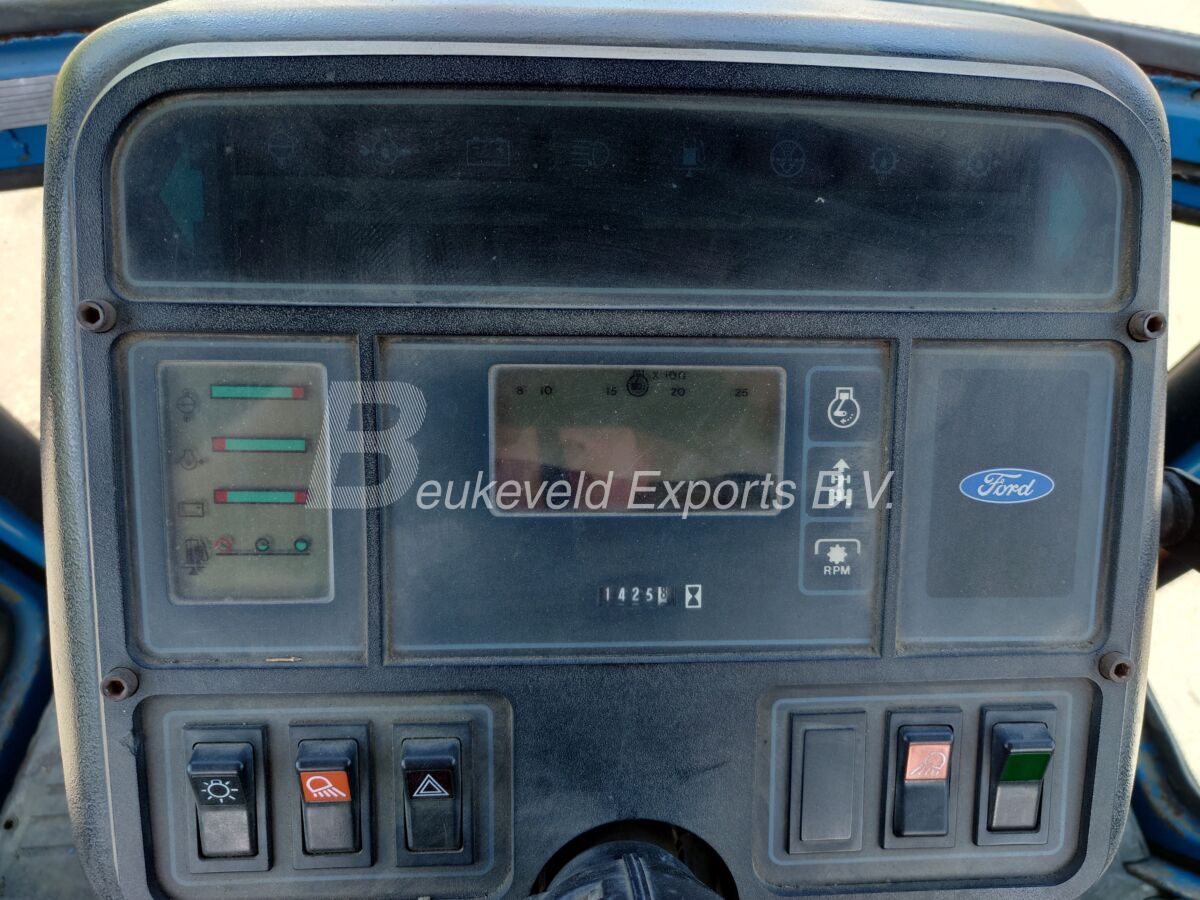 X 100
8 10 15 20 25
Beukeveld Exports B.V.
Ford
RPM
14258